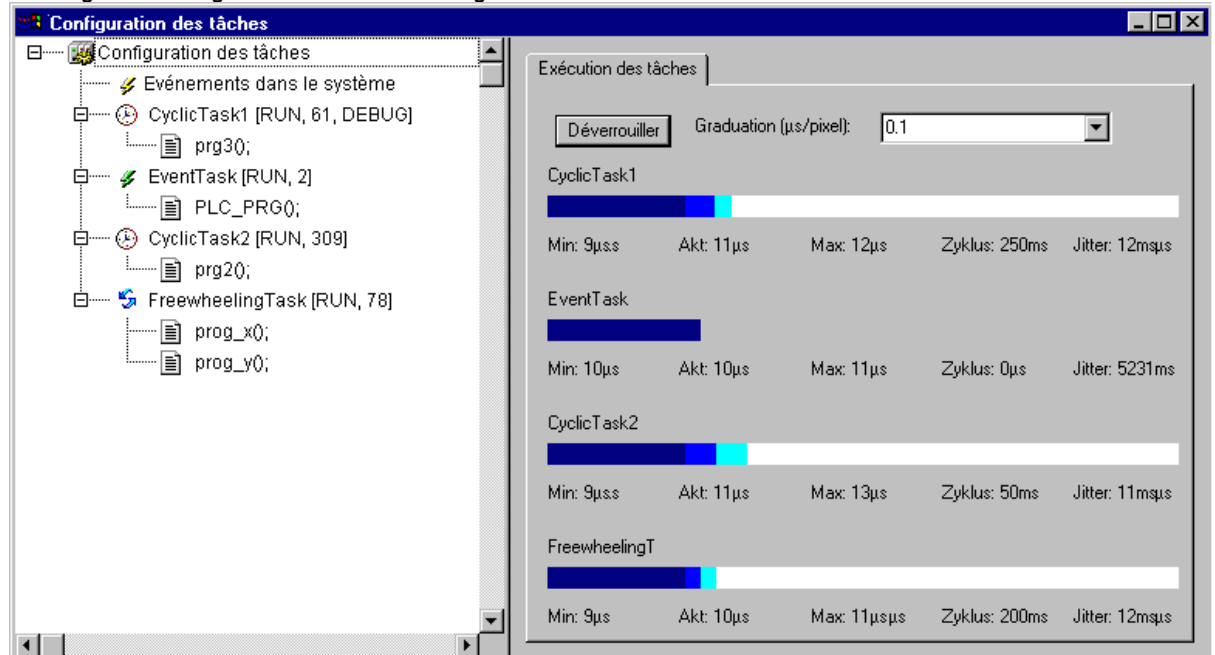 Configuration des tâches
Configuration des tâches
Evénements dans le système
CyclicTask1 [RUN, 61, DEBUG]
prg3();
EventTask [RUN, 2]
PLC_PRG();
CyclicTask2 [RUN, 309]
prg2();
FreewheelingTask [RUN, 78]
prog_x();
prog_y();
Exécution des tâches
Déverrouiller Graduation (µs/pixel): 0.1
CyclicTask1
Min: 9µs.s Akt: 11µs Max: 12µs Zyklus: 250ms Jitter: 12msµs
EventTask
Min: 10µs Akt: 10µs Max: 11µs Zyklus: 0µs Jitter: 5231ms
CyclicTask2
Min: 9µs.s Akt: 11µs Max: 13µs Zyklus: 50ms Jitter: 11msµs
FreewheelingT
Min: 9µs Akt: 10µs Max: 11µsµs Zyklus: 200ms Jitter: 12msµs